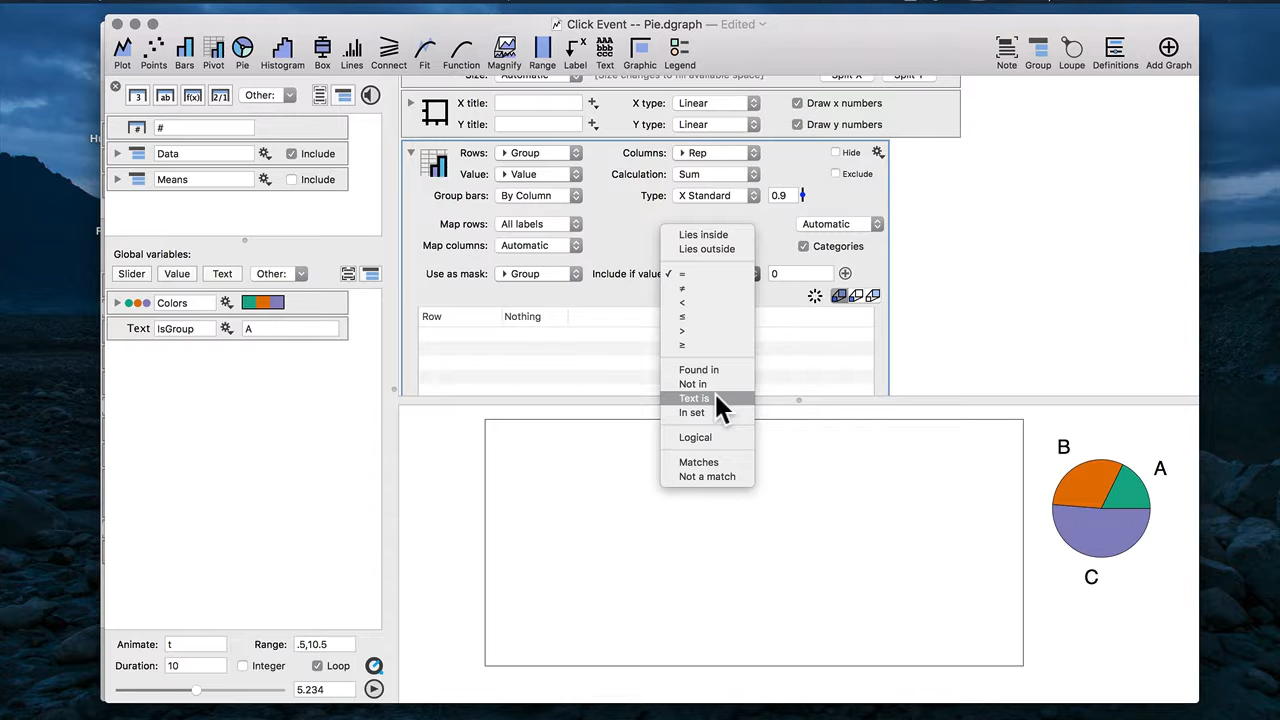 Click Event -- Pie.dgraph — Edited
Plot Points Bars Pivot Pie Histogram Box Lines Connect Fit Function Magnify Range Label Text Graphic Legend Note Group Loupe Definitions Add Graph
Other:
# #
Data Include
Means Include
Global variables:
Slider Value Text Other:
Colors
Text IsGroup A
Animate: t Range: .5,10.5
Duration: 10 Integer Loop
5.234
X title: X type: Linear Draw x numbers
Y title: Y type: Linear Draw y numbers
Rows: Group Columns: Rep Hide
Value: Value Calculation: Sum Exclude
Group bars: By Column Type: X Standard 0.9
Map rows: All labels Automatic
Map columns: Automatic Categories
Use as mask: Group Include if value 0
Row Nothing
Lies inside
Lies outside
=
≠
<
≤
>
≥
Found in
Not in
Text is
In set
Logical
Matches
Not a match
B
A
C